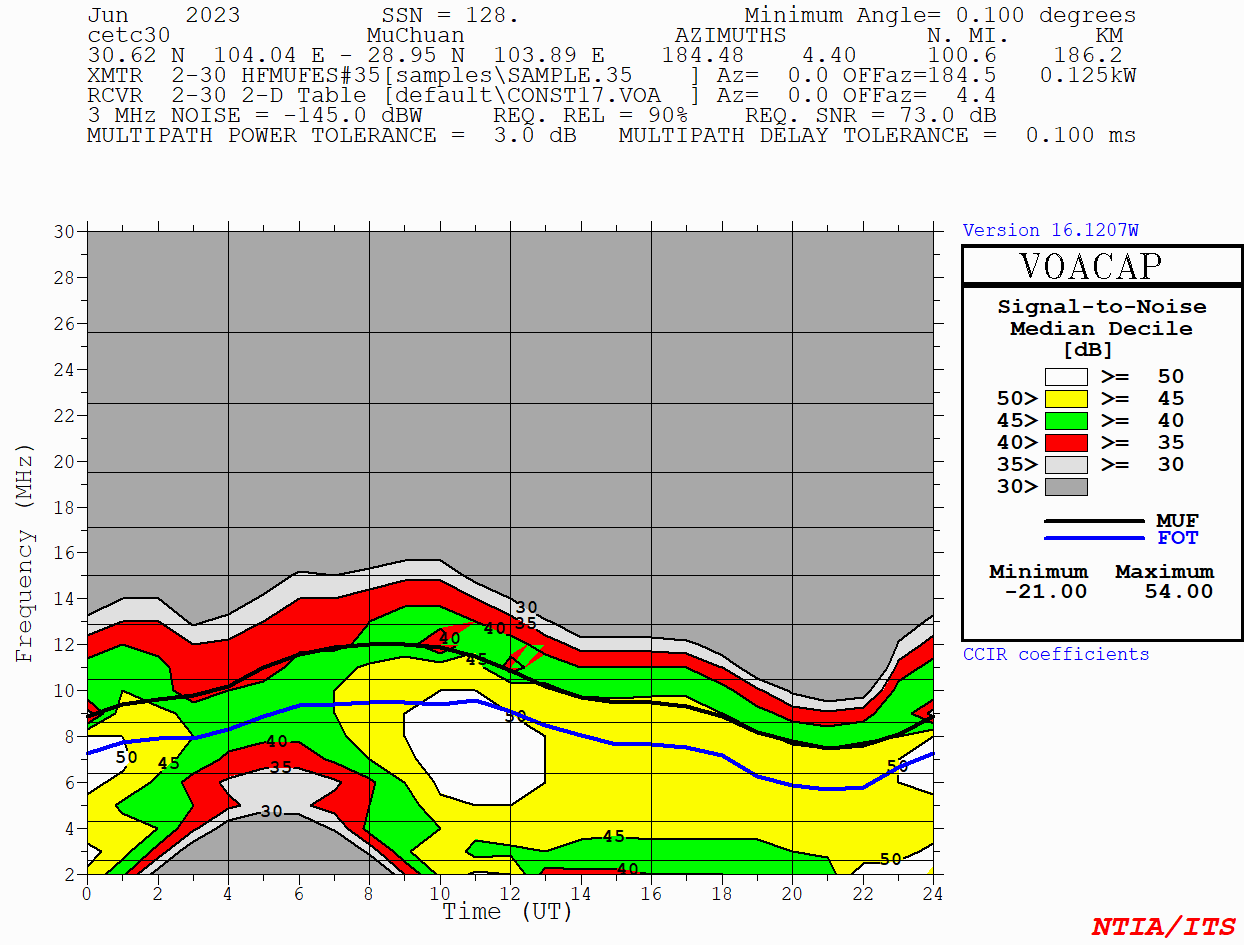 Jun    2023          SSN = 128.                Minimum Angle= 0.100 degrees
cetc30              MuChuan               AZIMUTHS          N. MI.      KM
30.62 N  104.04 E - 28.95 N  103.89 E    184.48    4.40     100.6    186.2
XMTR  2-30 HFMUFES#35[samples\SAMPLE.35    ] Az=  0.0 OFFaz=184.5   0.125kW
RCVR  2-30 2-D Table [default\CONST17.VOA  ] Az=  0.0 OFFaz=  4.4
3 MHz NOISE = -145.0 dBW     REQ. REL = 90%    REQ. SNR = 73.0 dB
MULTIPATH POWER TOLERANCE =  3.0 dB   MULTIPATH DELAY TOLERANCE =  0.100 ms
Version 16.1207W
VOACAP
Signal-to-Noise
Median Decile
[dB]
>= 50
50> >= 45
45> >= 40
40> >= 35
35> >= 30
30>
MUF
FOT
Minimum Maximum
-21.00 54.00
CCIR coefficients
Frequency (MHz)
30
28
26
24
22
20
18
16
14
12
10
8
6
4
2
30
35
40
40
45
50
40
50
45
35
50
30
45
50
40
0 2 4 6 8 10 12 14 16 18 20 22 24
Time (UT)
NTIA/ITS